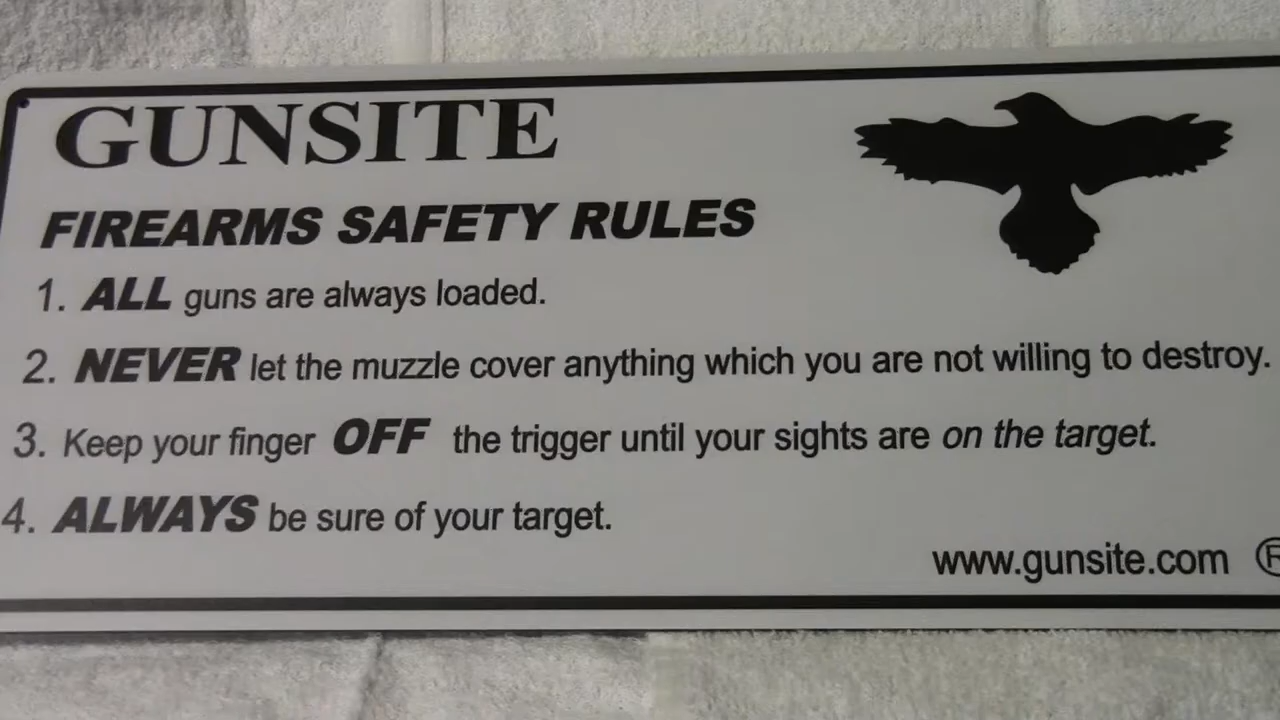 GUNSITE
FIREARMS SAFETY RULES
1. ALL guns are always loaded.
2. NEVER let the muzzle cover anything which you are not willing to destroy.
3. Keep your finger OFF the trigger until your sights are on the target.
4. ALWAYS be sure of your target.
www.gunsite.com ®